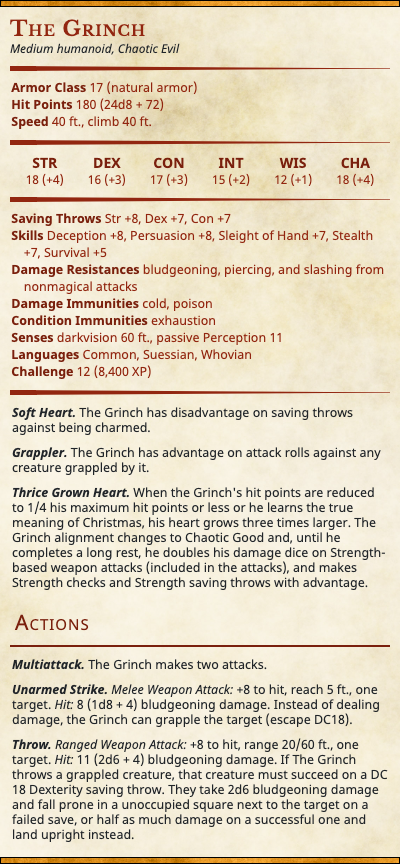 The Grinch
Medium humanoid, Chaotic Evil
Armor Class 17 (natural armor)
Hit Points 180 (24d8 + 72)
Speed 40 ft., climb 40 ft.
STR DEX CON INT WIS CHA
18 (+4) 16 (+3) 17 (+3) 15 (+2) 12 (+1) 18 (+4)
Saving Throws Str +8, Dex +7, Con +7
Skills Deception +8, Persuasion +8, Sleight of Hand +7, Stealth
+7, Survival +5
Damage Resistances bludgeoning, piercing, and slashing from
nonmagical attacks
Damage Immunities cold, poison
Condition Immunities exhaustion
Senses darkvision 60 ft., passive Perception 11
Languages Common, Suessian, Whovian
Challenge 12 (8,400 XP)
Soft Heart. The Grinch has disadvantage on saving throws
against being charmed.
Grappler. The Grinch has advantage on attack rolls against any
creature grappled by it.
Thrice Grown Heart. When the Grinch's hit points are reduced
to 1/4 his maximum hit points or less or he learns the true
meaning of Christmas, his heart grows three times larger. The
Grinch alignment changes to Chaotic Good and, until he
completes a long rest, he doubles his damage dice on Strength-
based weapon attacks (included in the attacks), and makes
Strength checks and Strength saving throws with advantage.
Actions
Multiattack. The Grinch makes two attacks.
Unarmed Strike. Melee Weapon Attack: +8 to hit, reach 5 ft., one
target. Hit: 8 (1d8 + 4) bludgeoning damage. Instead of dealing
damage, the Grinch can grapple the target (escape DC18).
Throw. Ranged Weapon Attack: +8 to hit, range 20/60 ft., one
target. Hit: 11 (2d6 + 4) bludgeoning damage. If The Grinch
throws a grappled creature, that creature must succeed on a DC
18 Dexterity saving throw. They take 2d6 bludgeoning damage
and fall prone in a unoccupied square next to the target on a
failed save, or half as much damage on a successful one and
land upright instead.